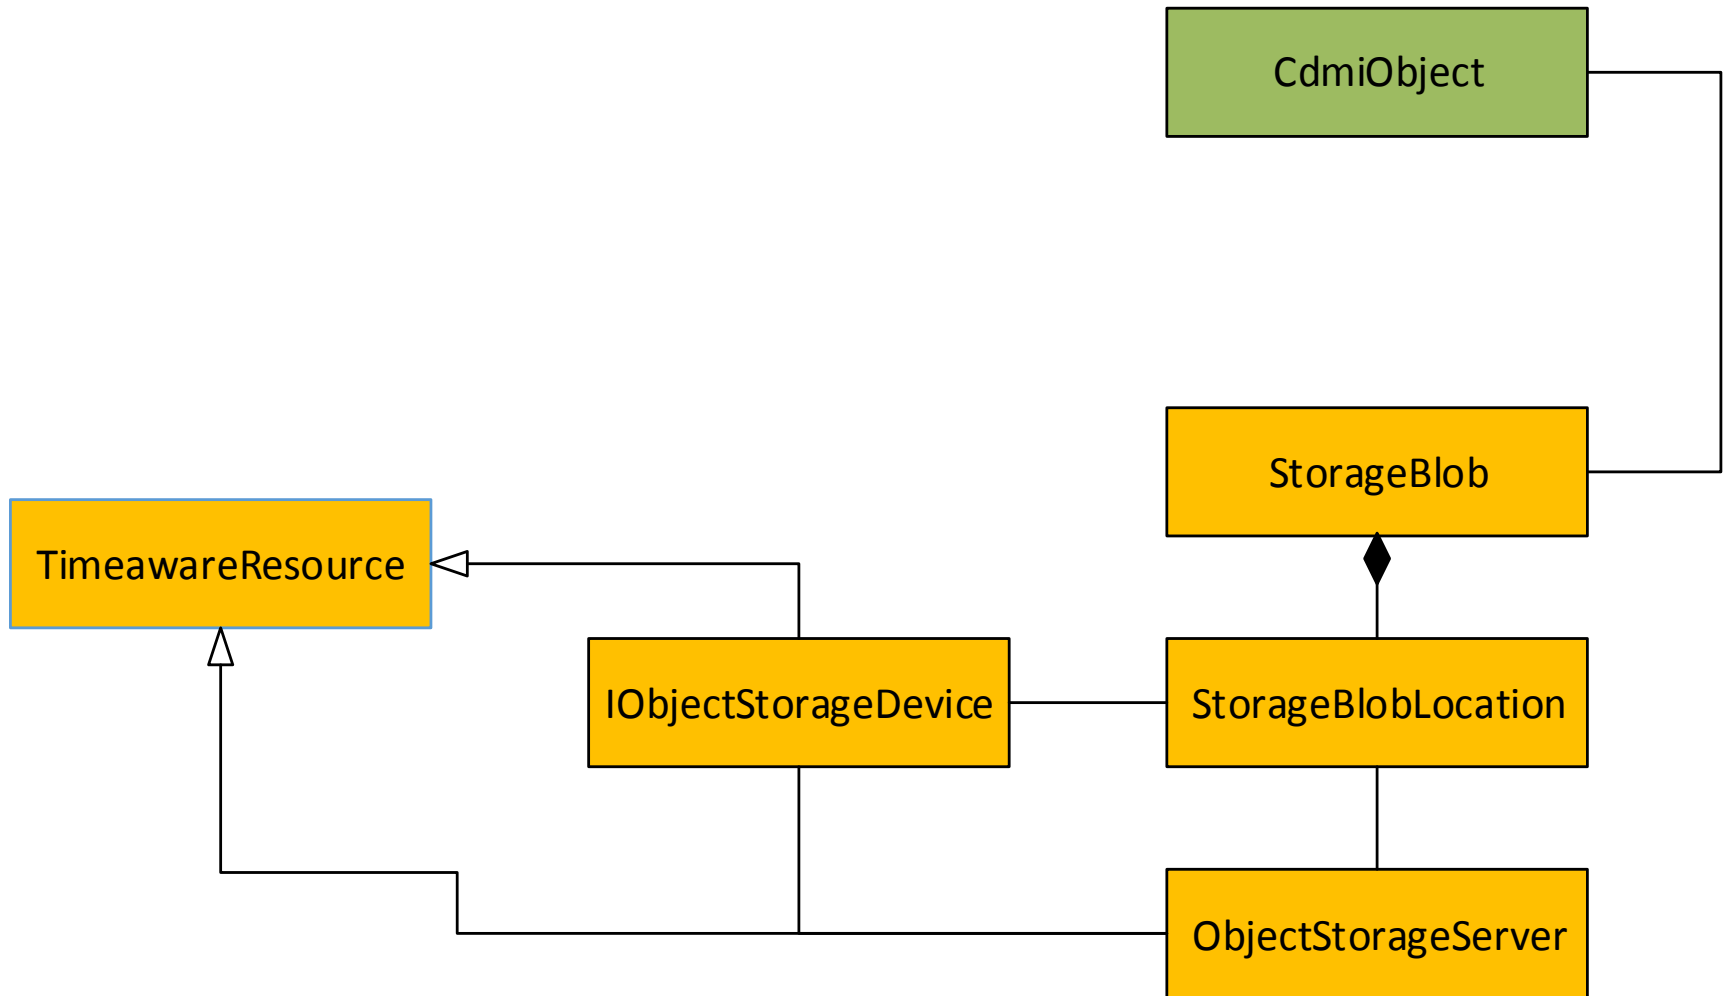 CdmiObject
StorageBlob
TimeawareResource
IObjectStorageDevice
StorageBlobLocation
ObjectStorageServer